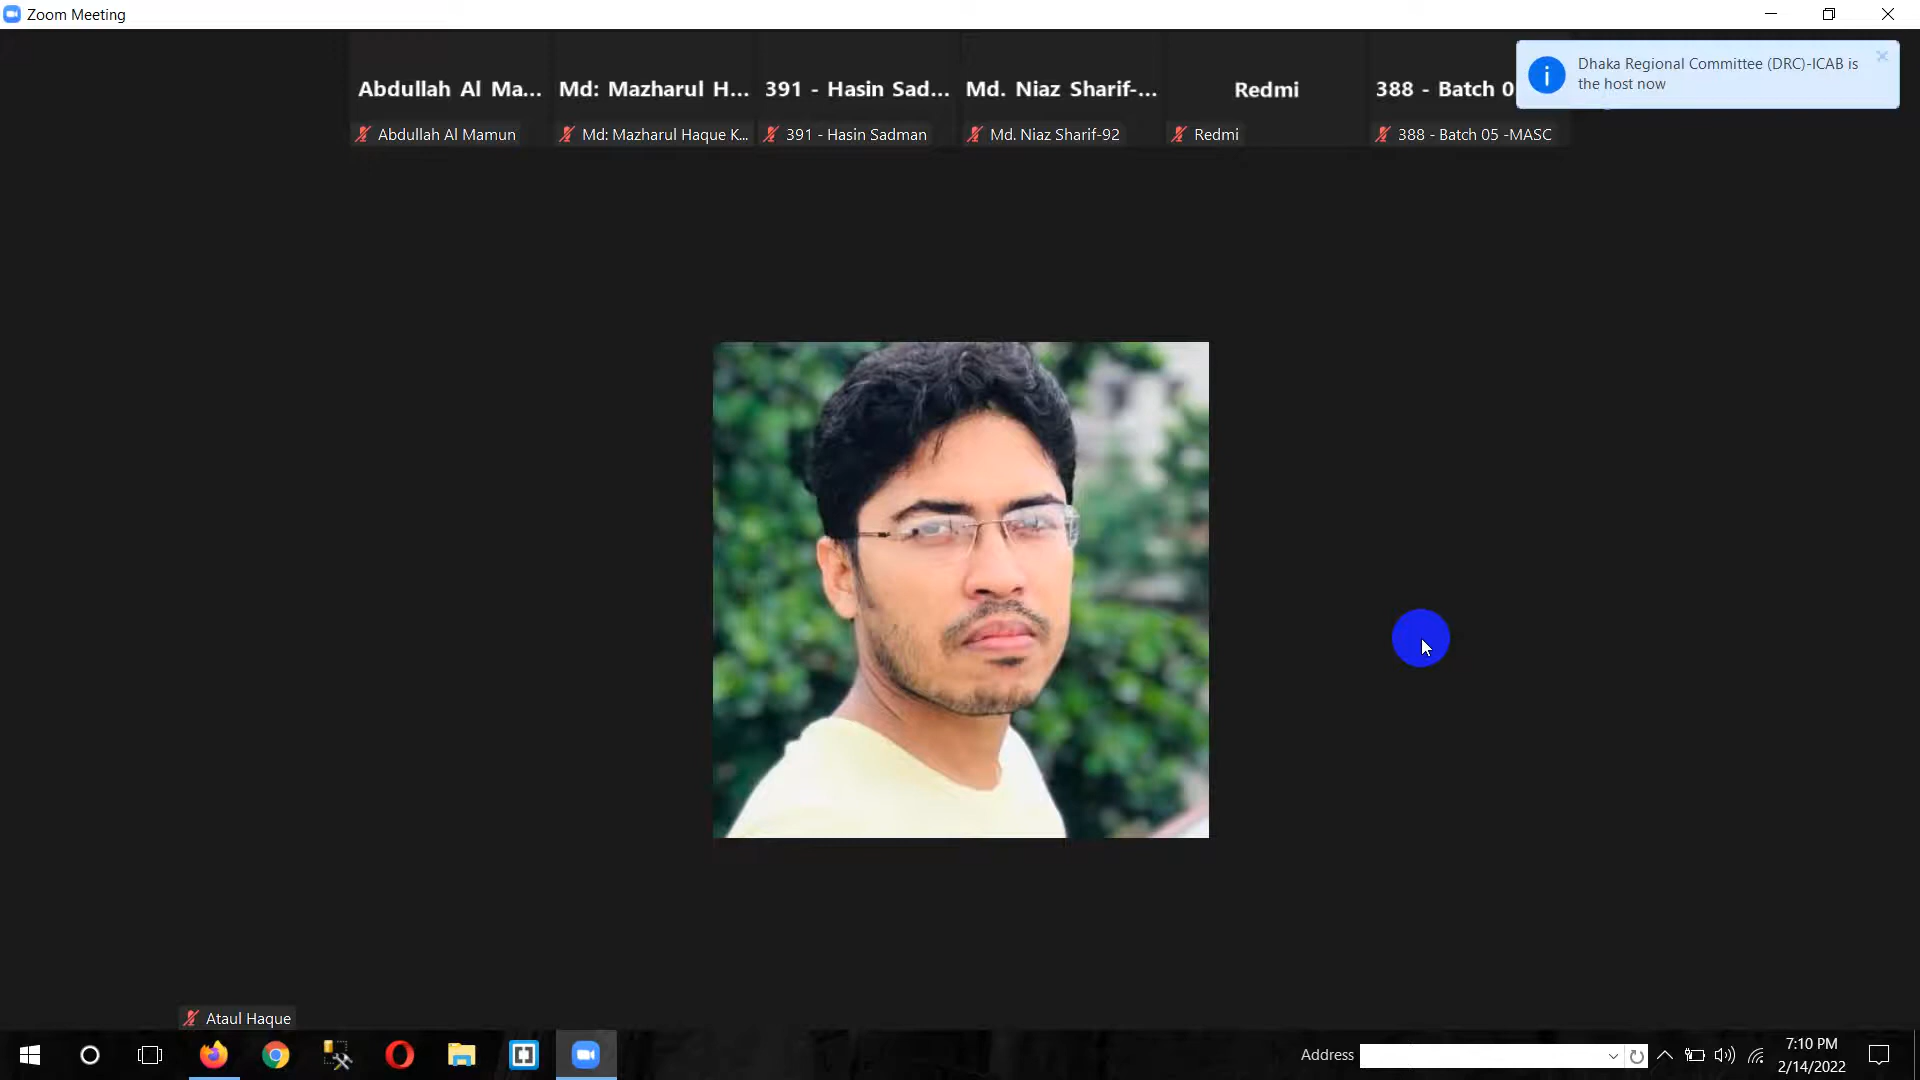 Zoom Meeting
Abdullah Al Ma...
Md: Mazharul H...
391 - Hasin Sad...
Md. Niaz Sharif-...
Redmi
388 - Batch 0
Dhaka Regional Committee (DRC)-ICAB is
the host now
Abdullah Al Mamun
Md: Mazharul Haque K...
391 - Hasin Sadman
Md. Niaz Sharif-92
Redmi
388 - Batch 05 -MASC
Ataul Haque
Address
7:10 PM
2/14/2022